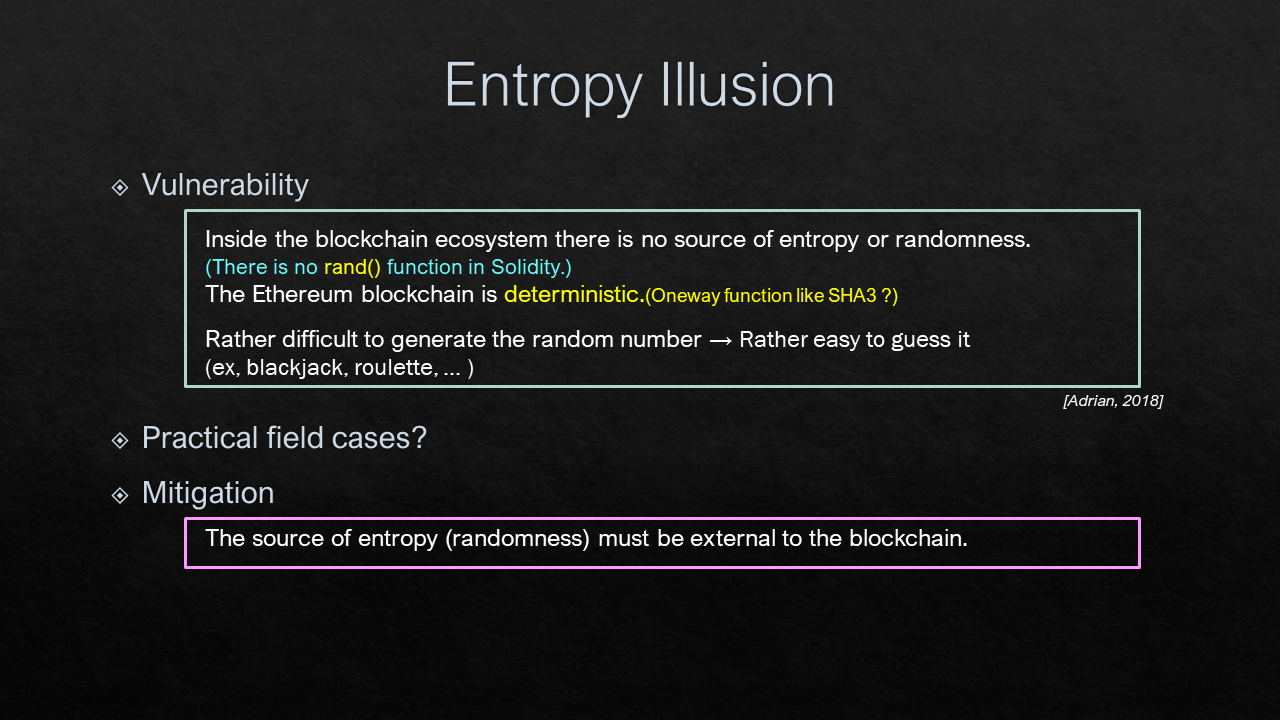 Entropy Illusion
Vulnerability
Inside the blockchain ecosystem there is no source of entropy or randomness.
(There is no rand() function in Solidity.)
The Ethereum blockchain is deterministic.(Oneway function like SHA3 ?)
Rather difficult to generate the random number → Rather easy to guess it
(ex, blackjack, roulette, ... )
[Adrian, 2018]
Practical field cases?
Mitigation
The source of entropy (randomness) must be external to the blockchain.